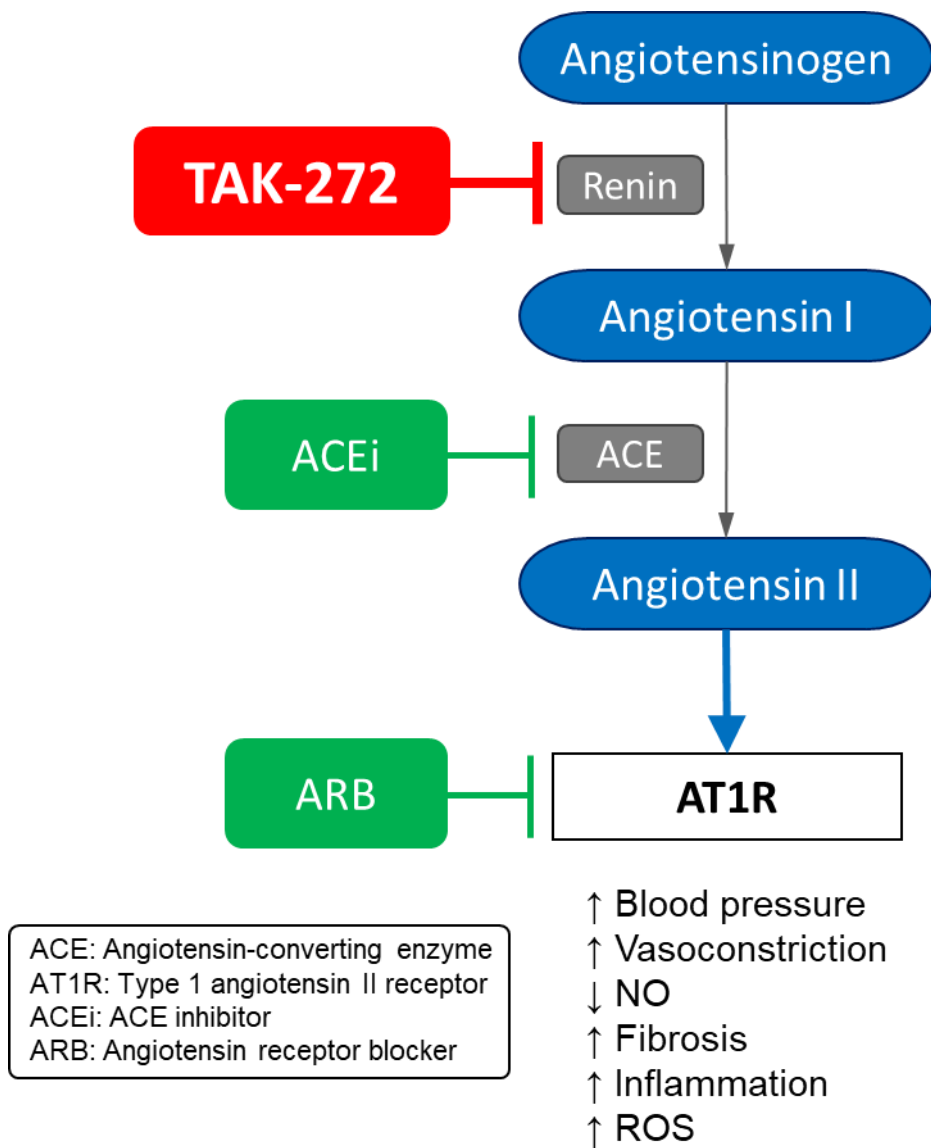 Angiotensinogen
TAK-272
Renin
Angiotensin I
ACEi
ACE
Angiotensin II
ARB
AT1R
↑ Blood pressure
↑ Vasoconstriction
↓ NO
↑ Fibrosis
↑ Inflammation
↑ ROS
ACE: Angiotensin-converting enzyme
AT1R: Type 1 angiotensin II receptor
ACEi: ACE inhibitor
ARB: Angiotensin receptor blocker